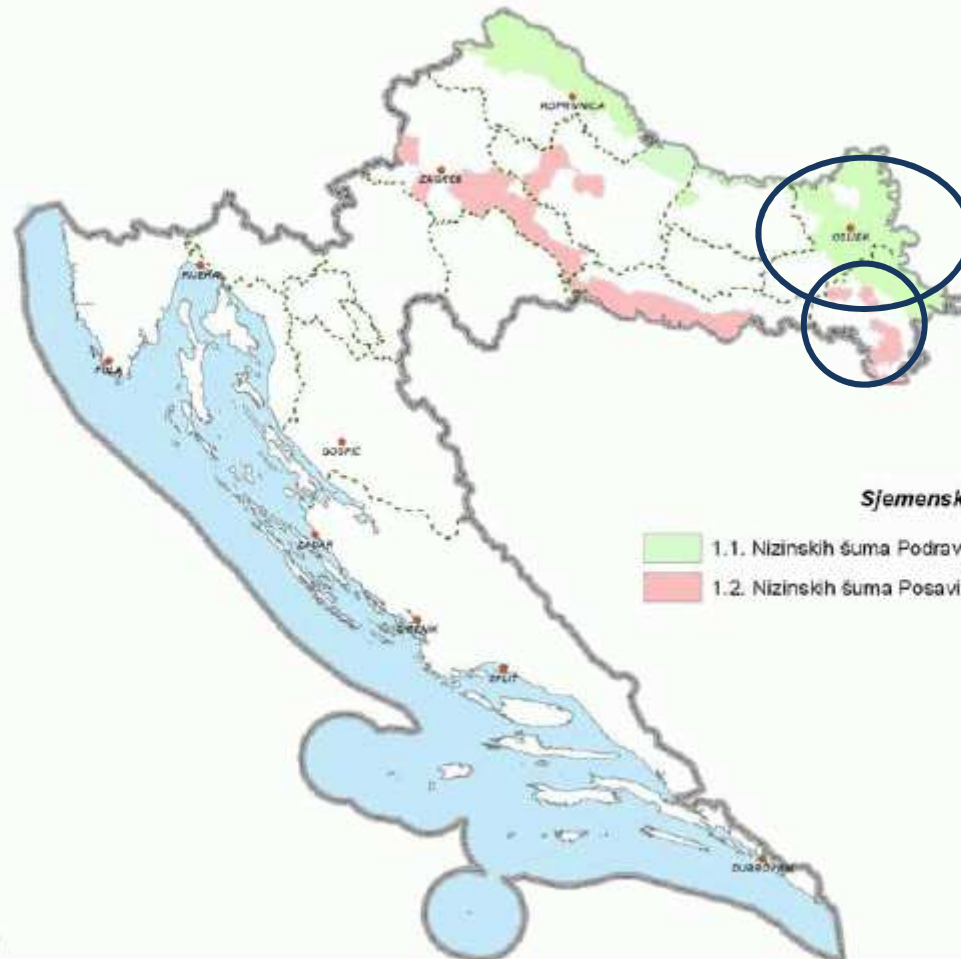 KOPRIVNICA
ZAGREB
OSIJEK
RIJEKA
PULA
GOSPIĆ
ZADAR
ŠIBENIK
SPLIT
DUBROVNIK
Sjemensk
1.1. Nizinskih šuma Podrav
1.2. Nizinskih šuma Posavi